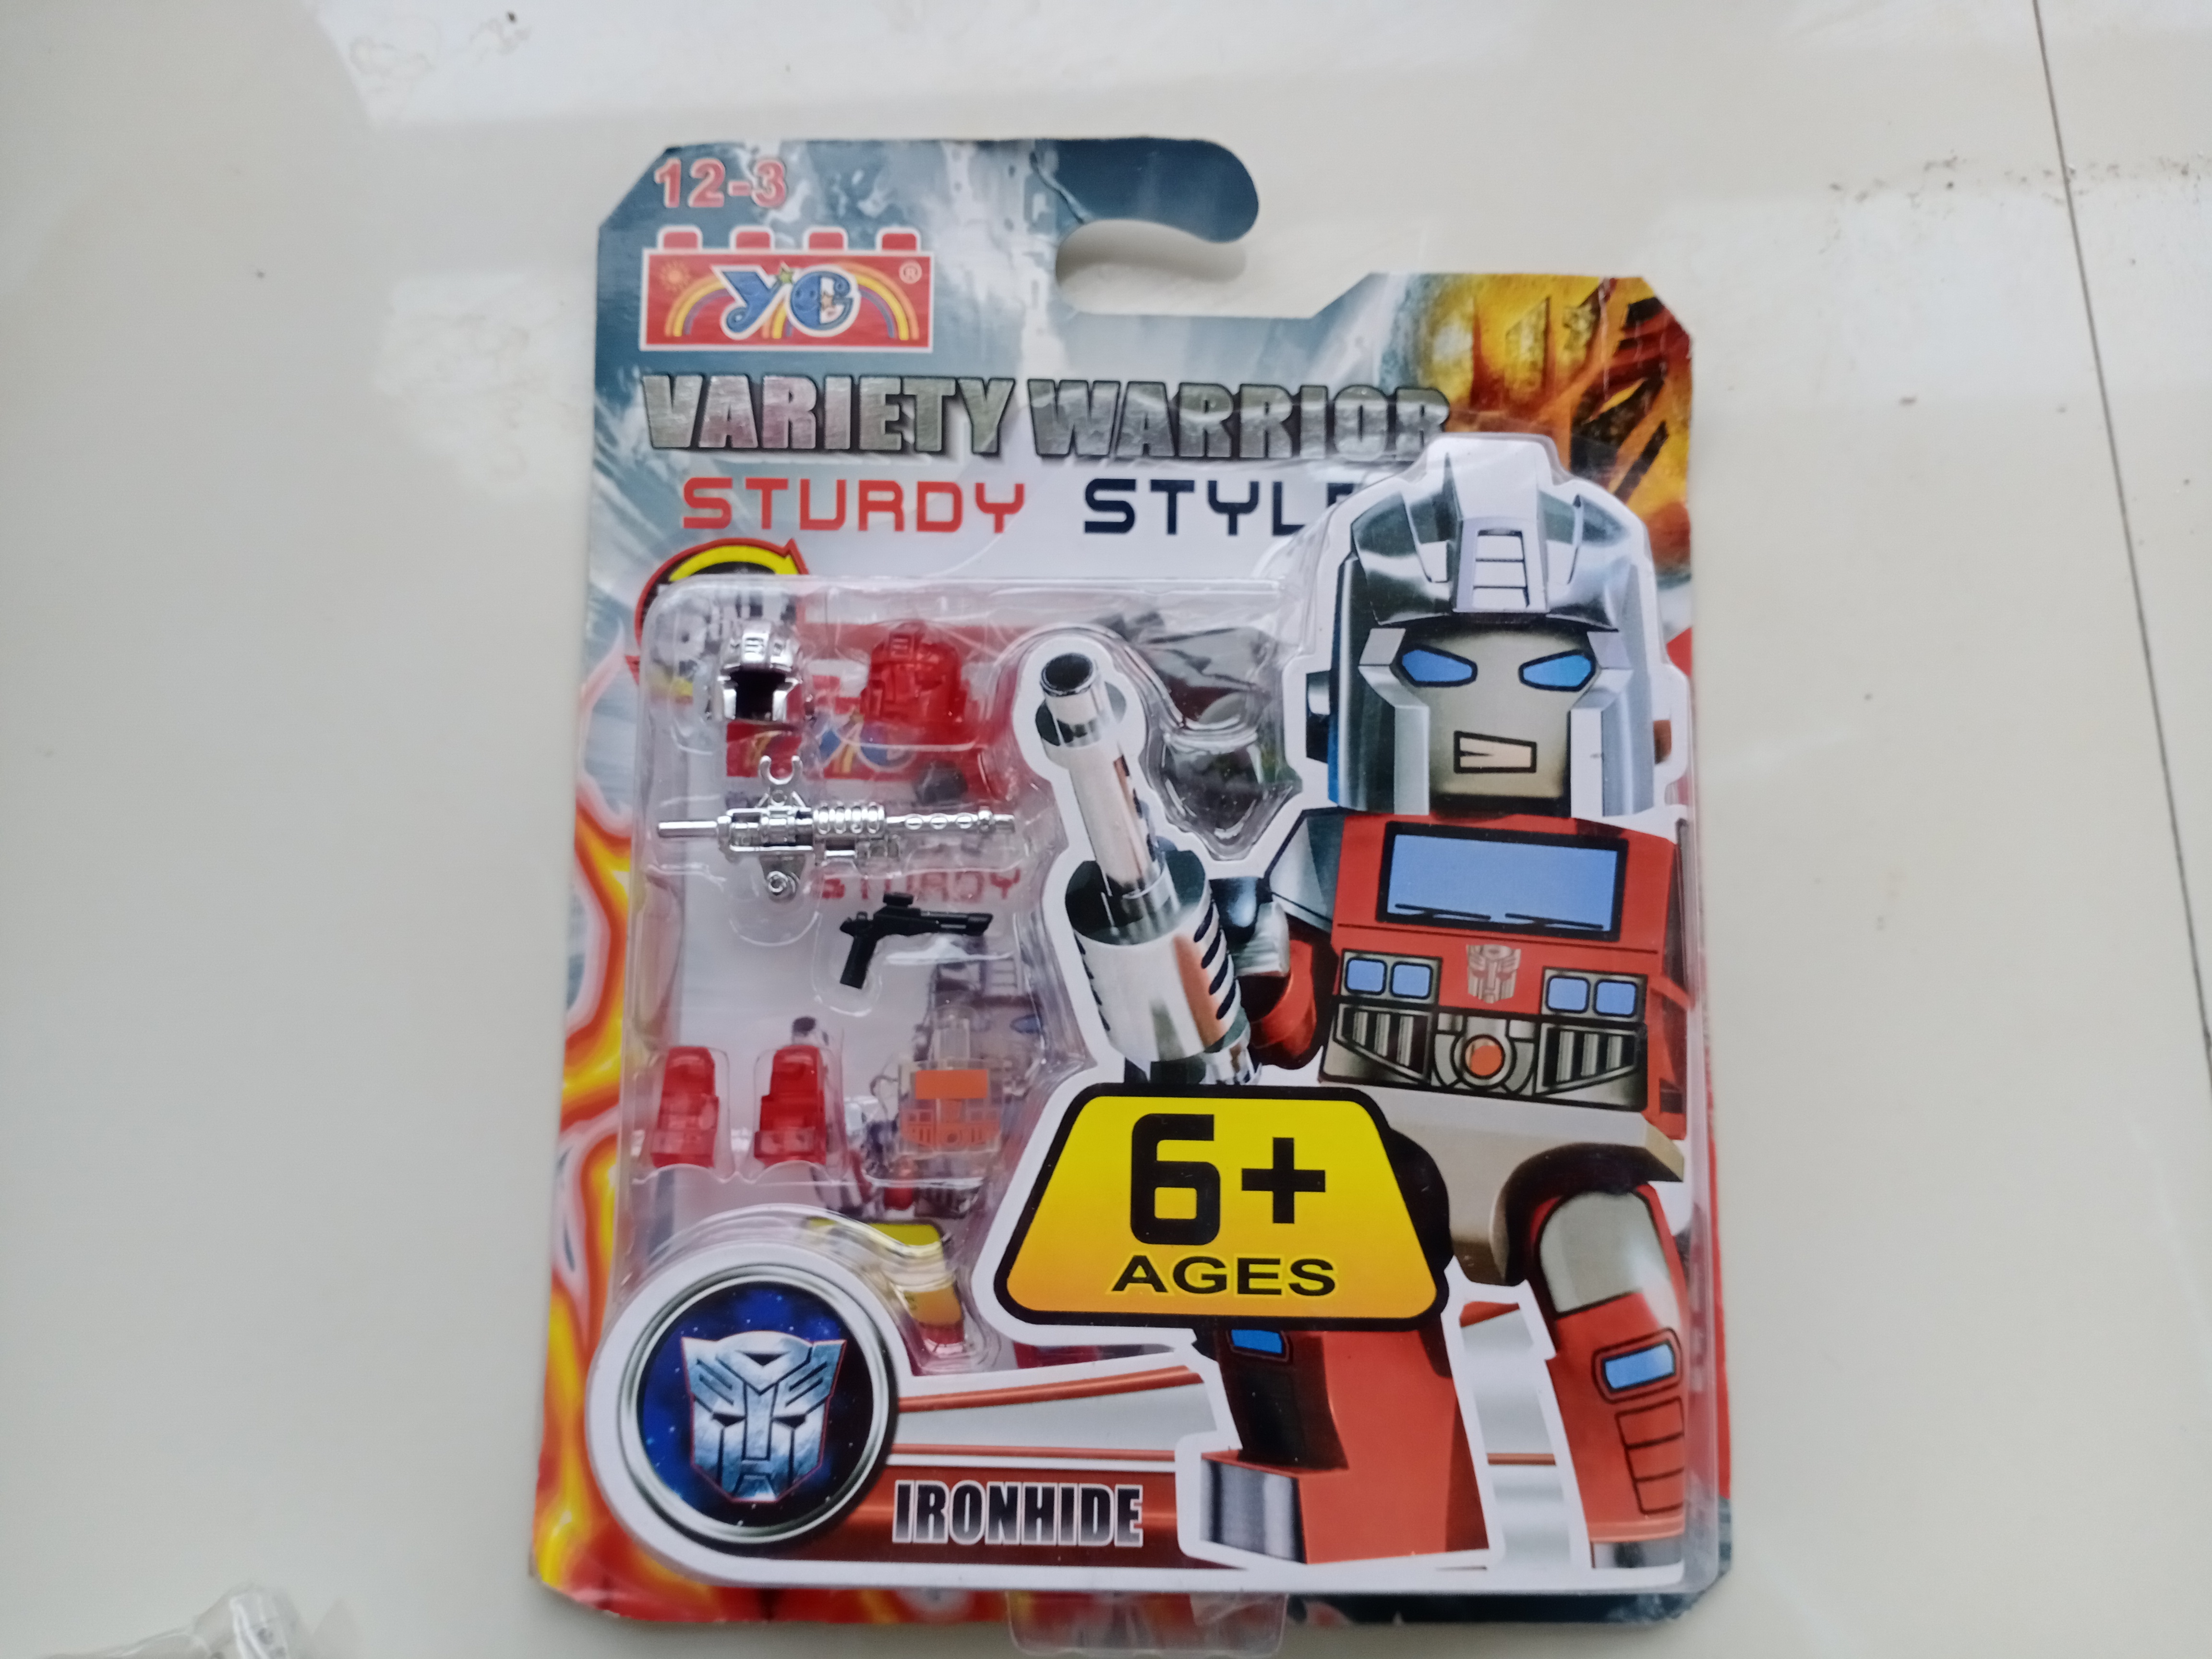 12-3
YC ®
VARIETY WARRIOR
STURDY STYLE
STURDY
6+
AGES
IRONHIDE